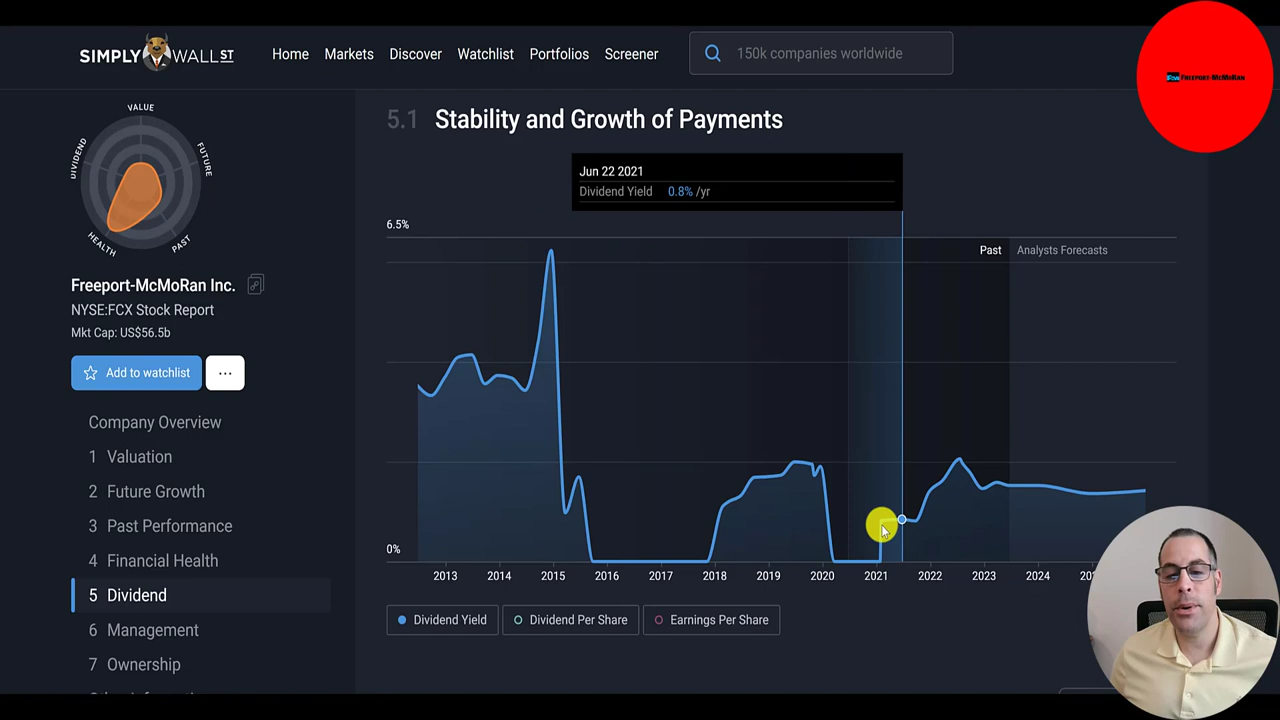 SIMPLY WALLST
Home Markets Discover Watchlist Portfolios Screener
150k companies worldwide
FCX FREEPORT-MCMORAN
VALUE
FUTURE
PAST
HEALTH
DIVIDEND
Freeport-McMoRan Inc.
NYSE:FCX Stock Report
Mkt Cap: US$56.5b
Add to watchlist
...
Company Overview
1 Valuation
2 Future Growth
3 Past Performance
4 Financial Health
5 Dividend
6 Management
7 Ownership
5.1 Stability and Growth of Payments
Jun 22 2021
Dividend Yield 0.8% /yr
6.5%
Past Analysts Forecasts
0%
2013 2014 2015 2016 2017 2018 2019 2020 2021 2022 2023 2024
Dividend Yield Dividend Per Share Earnings Per Share